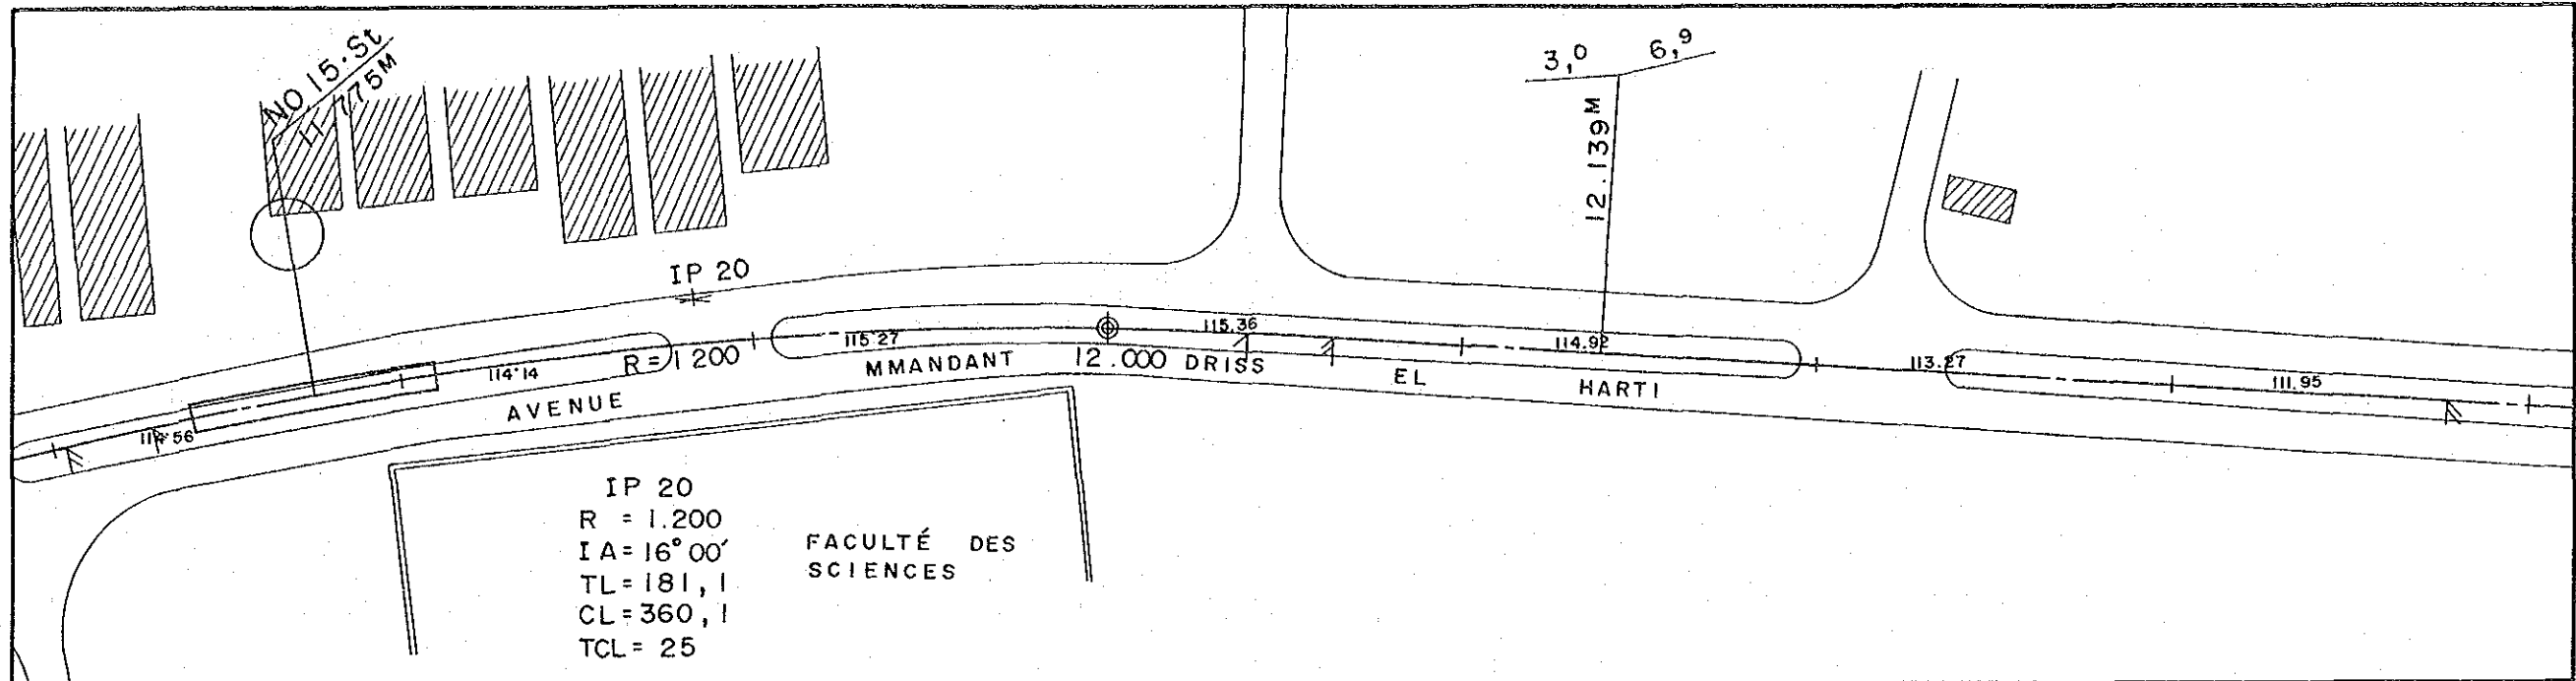 NO 15·St
11.775M
3,0 6,9
12.139M
IP 20
115.27
115.36
114.92
113.27
111.95
114.14
R=1200
MMANDANT 12.000 DRISS EL HARTI
AVENUE
IP 20
R = 1.200
IA = 16°00′
TL = 181,1
CL = 360,1
TCL = 25
FACULTÉ DES
SCIENCES